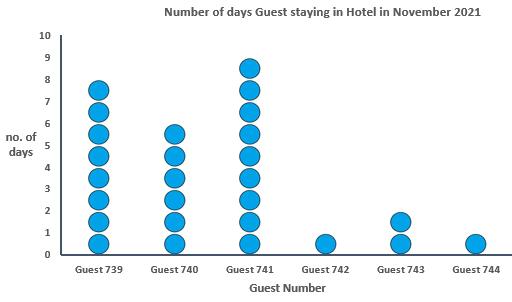 Number of days Guest staying in Hotel in November 2021
10
9
8
7
6
5
4
3
2
1
0
no. of
days
Guest 739 Guest 740 Guest 741 Guest 742 Guest 743 Guest 744
Guest Number